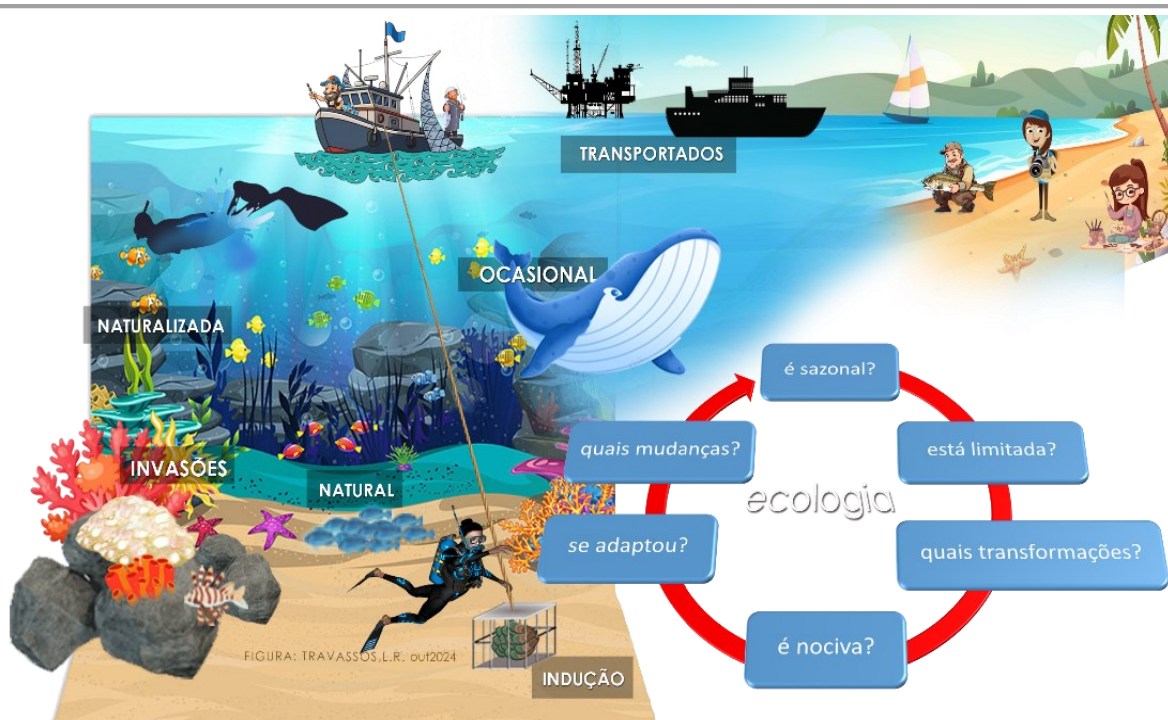 TRANSPORTADOS
OCASIONAL
NATURALIZADA
INVASÕES
NATURAL
INDUÇÃO
FIGURA: TRAVASSOS,L.R. out2024
é sazonal?
está limitada?
quais transformações?
é nociva?
se adaptou?
quais mudanças?
ecologia